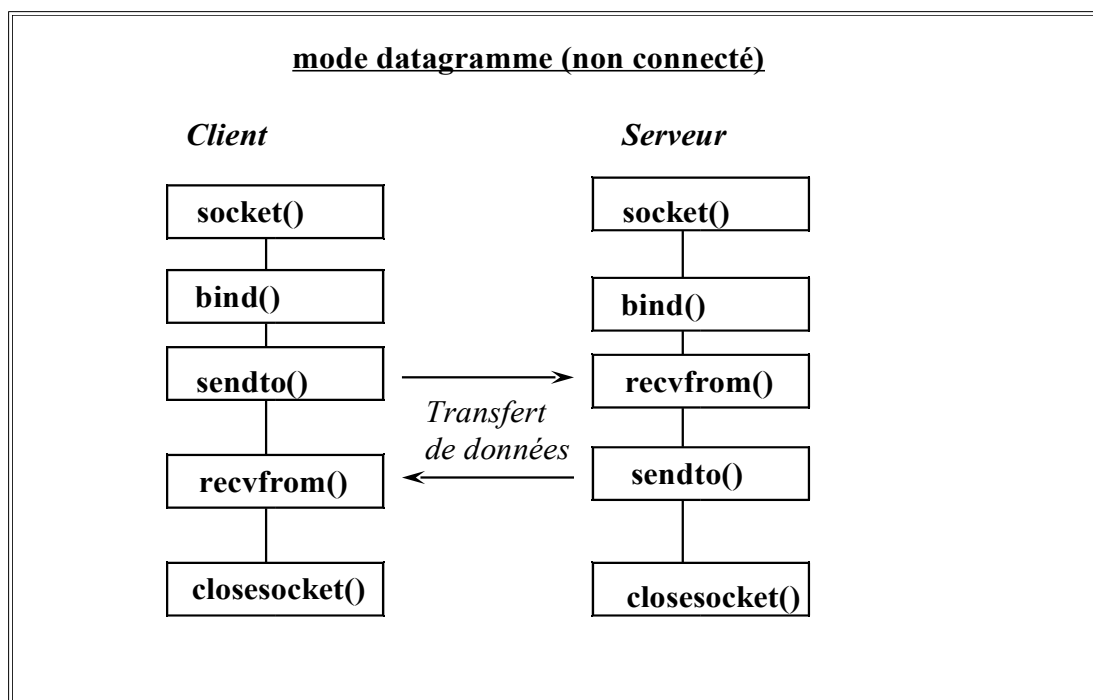 mode datagramme (non connecté)
Client
Serveur
socket()
socket()
bind()
bind()
sendto()
recvfrom()
Transfert
de données
recvfrom()
sendto()
closesocket()
closesocket()